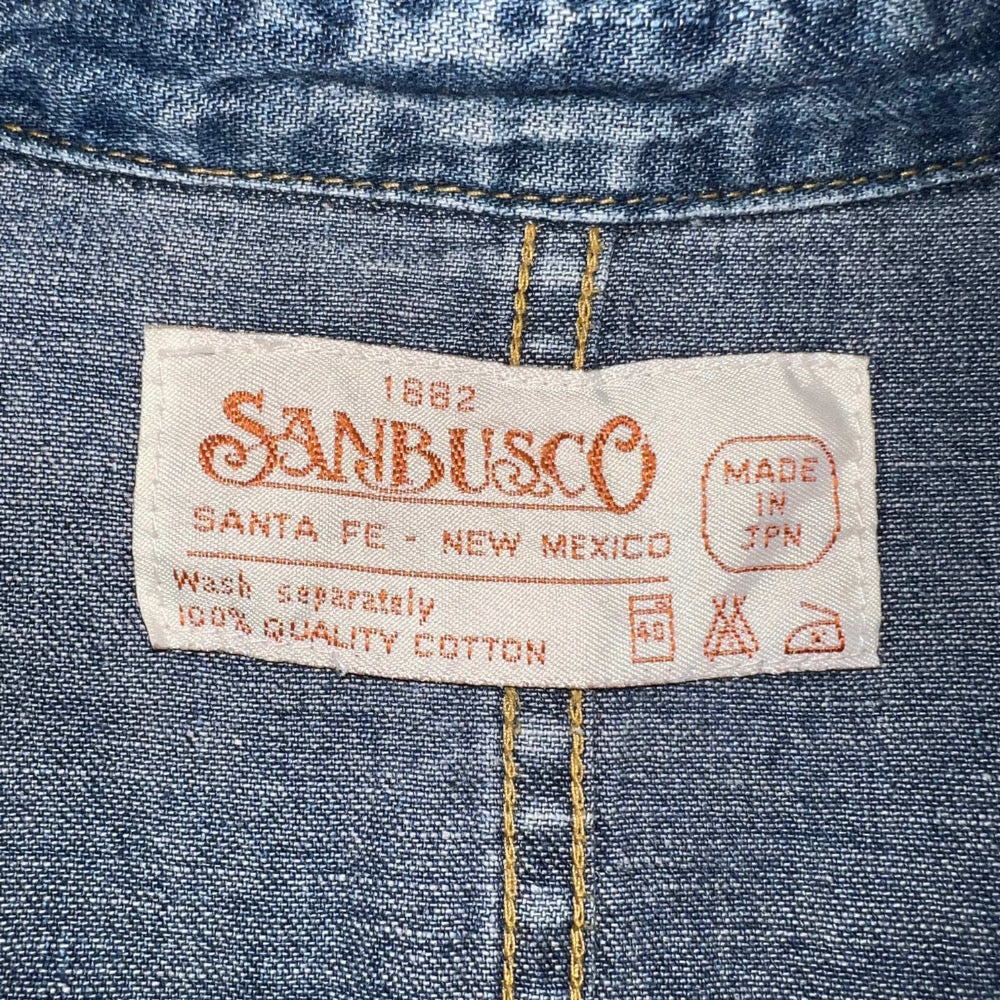 1882
SANBUSCO
SANTA FE - NEW MEXICO
MADE
IN
JPN
Wash separately
100% QUALITY COTTON
40